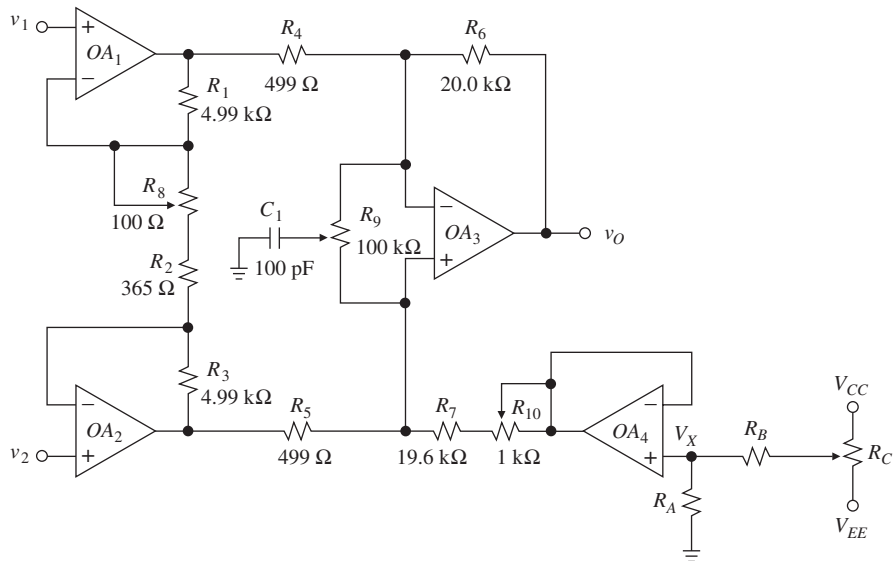 v1
+
OA1
−
R4
499 Ω
R6
20.0 kΩ
R1
4.99 kΩ
R8
100 Ω
C1
100 pF
R9
100 kΩ
−
OA3
+
vO
R2
365 Ω
R3
4.99 kΩ
−
OA2
+
v2
R5
499 Ω
R7
19.6 kΩ
R10
1 kΩ
−
OA4
+
VX
RB
VCC
RC
RA
VEE